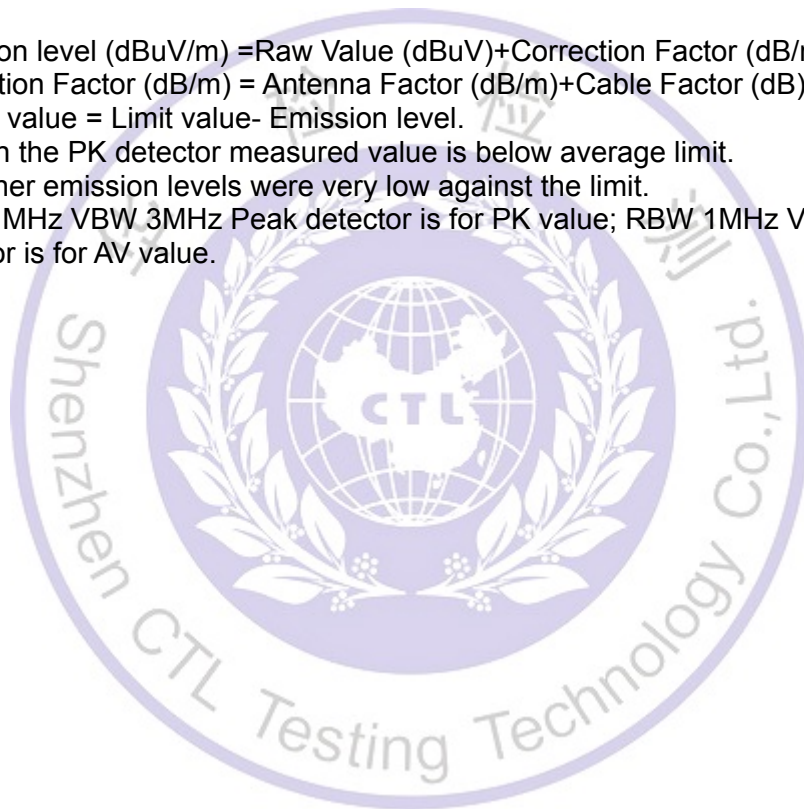 on level (dBuV/m) =Raw Value (dBuV)+Correction Factor (dB/m
tion Factor (dB/m) = Antenna Factor (dB/m)+Cable Factor (dB)
value = Limit value- Emission level.
n the PK detector measured value is below average limit.
her emission levels were very low against the limit.
MHz VBW 3MHz Peak detector is for PK value; RBW 1MHz V
or is for AV value.
检
测
CTL
Shenzhen CTL Testing Technology Co.,Ltd.